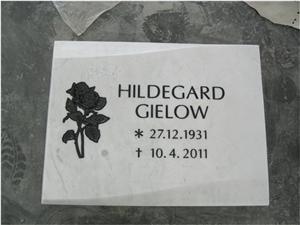 HILDEGARD
GIELOW
* 27.12.1931
† 10.4.2011